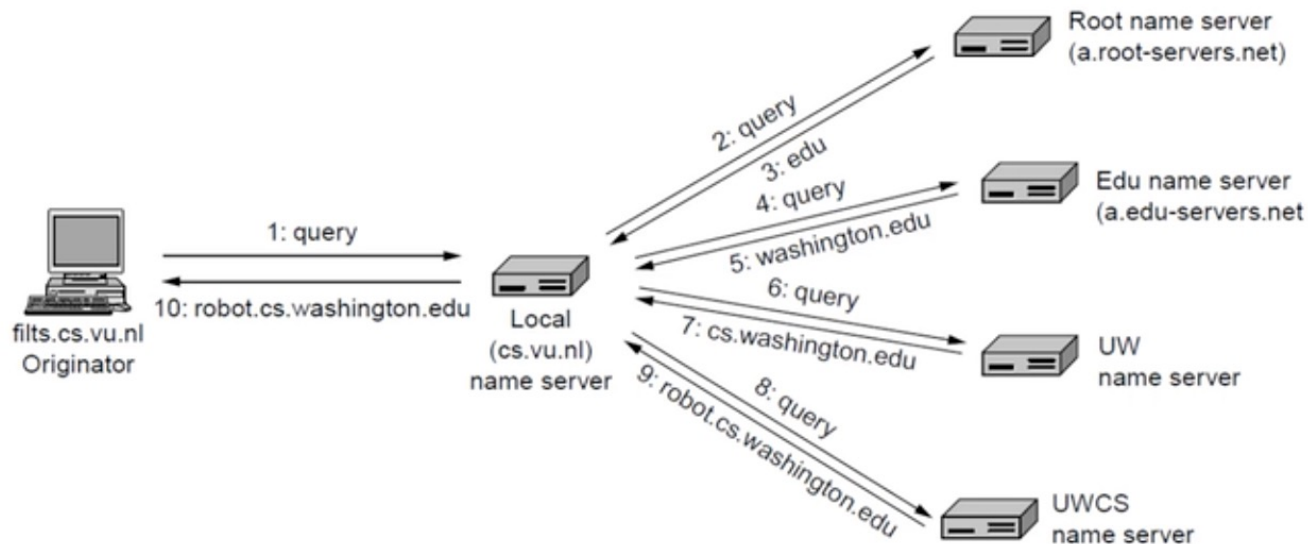 Root name server
(a.root-servers.net)
2: query
3: edu
4: query
Edu name server
(a.edu-servers.net
5: washington.edu
1: query
6: query
10: robot.cs.washington.edu
filts.cs.vu.nl
Originator
Local
(cs.vu.nl)
name server
7: cs.washington.edu
UW
name server
8: query
9: robot.cs.washington.edu
UWCS
name server